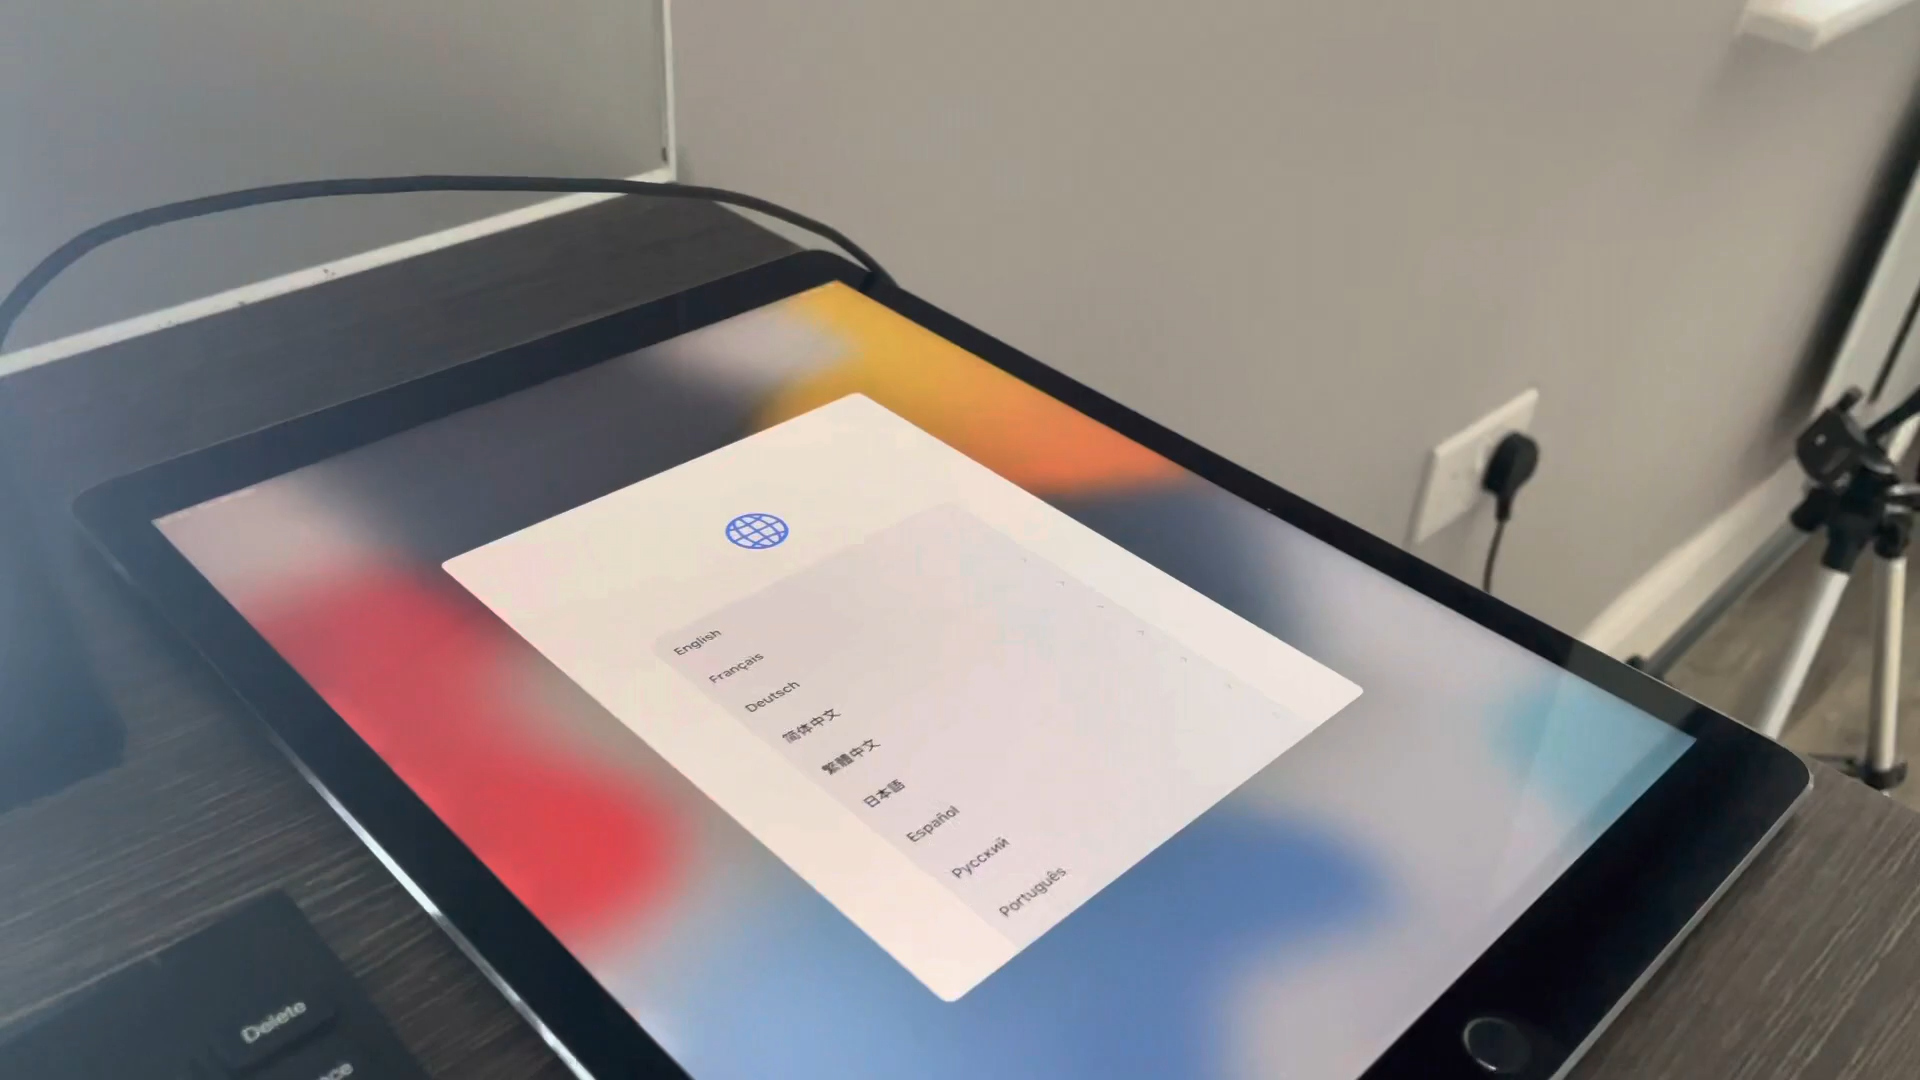 English
Français
Deutsch
简体中文
繁體中文
日本語
Español
Русский
Português
Delete